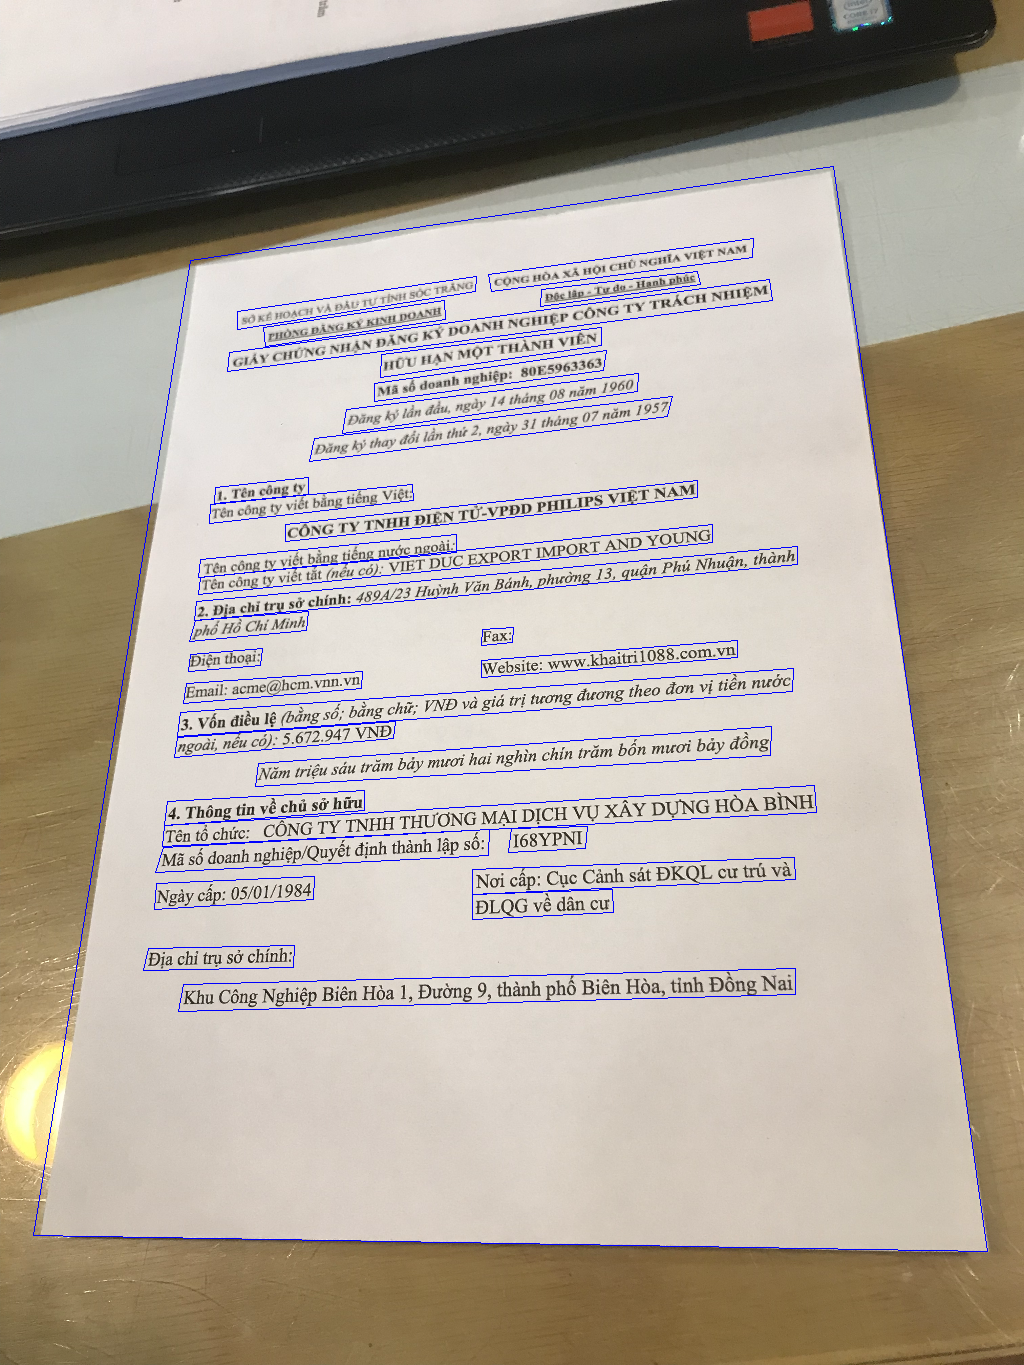 SỞ KẾ HOẠCH VÀ ĐẦU TƯ TỈNH SÓC TRĂNG
CỘNG HÒA XÃ HỘI CHỦ NGHĨA VIỆT NAM
PHÒNG ĐĂNG KÝ KINH DOANH
Độc lập - Tự do - Hạnh phúc
GIẤY CHỨNG NHẬN ĐĂNG KÝ DOANH NGHIỆP CÔNG TY TRÁCH NHIỆM
HỮU HẠN MỘT THÀNH VIÊN
Mã số doanh nghiệp: 80E5963363
Đăng ký lần đầu, ngày 14 tháng 08 năm 1960
Đăng ký thay đổi lần thứ 2, ngày 31 tháng 07 năm 1957
1. Tên công ty
Tên công ty viết bằng tiếng Việt:
CÔNG TY TNHH ĐIỆN TỬ-VPĐD PHILIPS VIỆT NAM
Tên công ty viết bằng tiếng nước ngoài:
Tên công ty viết tắt (nếu có): VIET DUC EXPORT IMPORT AND YOUNG
2. Địa chỉ trụ sở chính: 489A/23 Huỳnh Văn Bánh, phường 13, quận Phú Nhuận, thành
phố Hồ Chí Minh
Điện thoại:
Fax:
Email: acme@hcm.vnn.vn
Website: www.khaitri1088.com.vn
3. Vốn điều lệ (bằng số; bằng chữ; VNĐ và giá trị tương đương theo đơn vị tiền nước
ngoài, nếu có): 5.672.947 VNĐ
Năm triệu sáu trăm bảy mươi hai nghìn chín trăm bốn mươi bảy đồng
4. Thông tin về chủ sở hữu
Tên tổ chức: CÔNG TY TNHH THƯƠNG MẠI DỊCH VỤ XÂY DỰNG HÒA BÌNH
Mã số doanh nghiệp/Quyết định thành lập số: I68YPNI
Ngày cấp: 05/01/1984
Nơi cấp: Cục Cảnh sát ĐKQL cư trú và
ĐLQG về dân cư
Địa chỉ trụ sở chính:
Khu Công Nghiệp Biên Hòa 1, Đường 9, thành phố Biên Hòa, tỉnh Đồng Nai